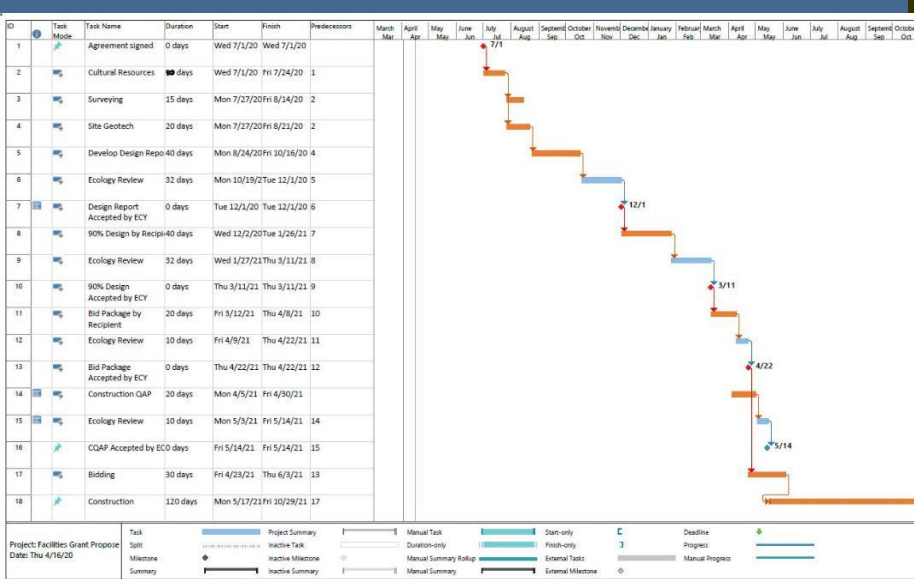 ID Task Mode Task Name Duration Start Finish Predecessors
March April May June July August Septemb October Novemb Decembe January Februar March April May June July August Septemb Octobe
Mar Apr May Jun Jul Aug Sep Oct Nov Dec Jan Feb Mar Apr May Jun Jul Aug Sep Oct
1 Agreement signed 0 days Wed 7/1/20 Wed 7/1/20
7/1
2 Cultural Resources days Wed 7/1/20 Fri 7/24/20 1
3 Surveying 15 days Mon 7/27/20 Fri 8/14/20 2
4 Site Geotech 20 days Mon 7/27/20 Fri 8/21/20 2
5 Develop Design Repo 40 days Mon 8/24/20 Fri 10/16/20 4
6 Ecology Review 32 days Mon 10/19/2 Tue 12/1/20 5
7 Design Report Tue 12/1/20 Tue 12/1/20 6
Accepted by ECY 0 days
12/1
8 90% Design by Recipi 40 days Wed 12/2/20 Tue 1/26/21 7
9 Ecology Review 32 days Wed 1/27/21 Thu 3/11/21 8
10 90% Design 0 days Thu 3/11/21 Thu 3/11/21 9
Accepted by ECY
3/11
11 Bid Package by 20 days Fri 3/12/21 Thu 4/8/21 10
Recipient
12 Ecology Review 10 days Fri 4/9/21 Thu 4/22/21 11
13 Bid Package 0 days Thu 4/22/21 Thu 4/22/21 12
Accepted by ECY
4/22
14 Construction QAP 20 days Mon 4/5/21 Fri 4/30/21
15 Ecology Review 10 days Mon 5/3/21 Fri 5/14/21 14
16 CQAP Accepted by EC 0 days Fri 5/14/21 Fri 5/14/21 15
5/14
17 Bidding 30 days Fri 4/23/21 Thu 6/3/21 13
18 Construction 120 days Mon 5/17/21 Fri 10/29/21 17
Project: Facilities Grant Propose
Date: Thu 4/16/20
Task Project Summary Manual Task Start-only Deadline
Split Inactive Task Duration-only Finish-only Progress
Milestone Inactive Milestone Manual Summary Rollup External Tasks Manual Progress
Summary Inactive Summary Manual Summary External Milestone